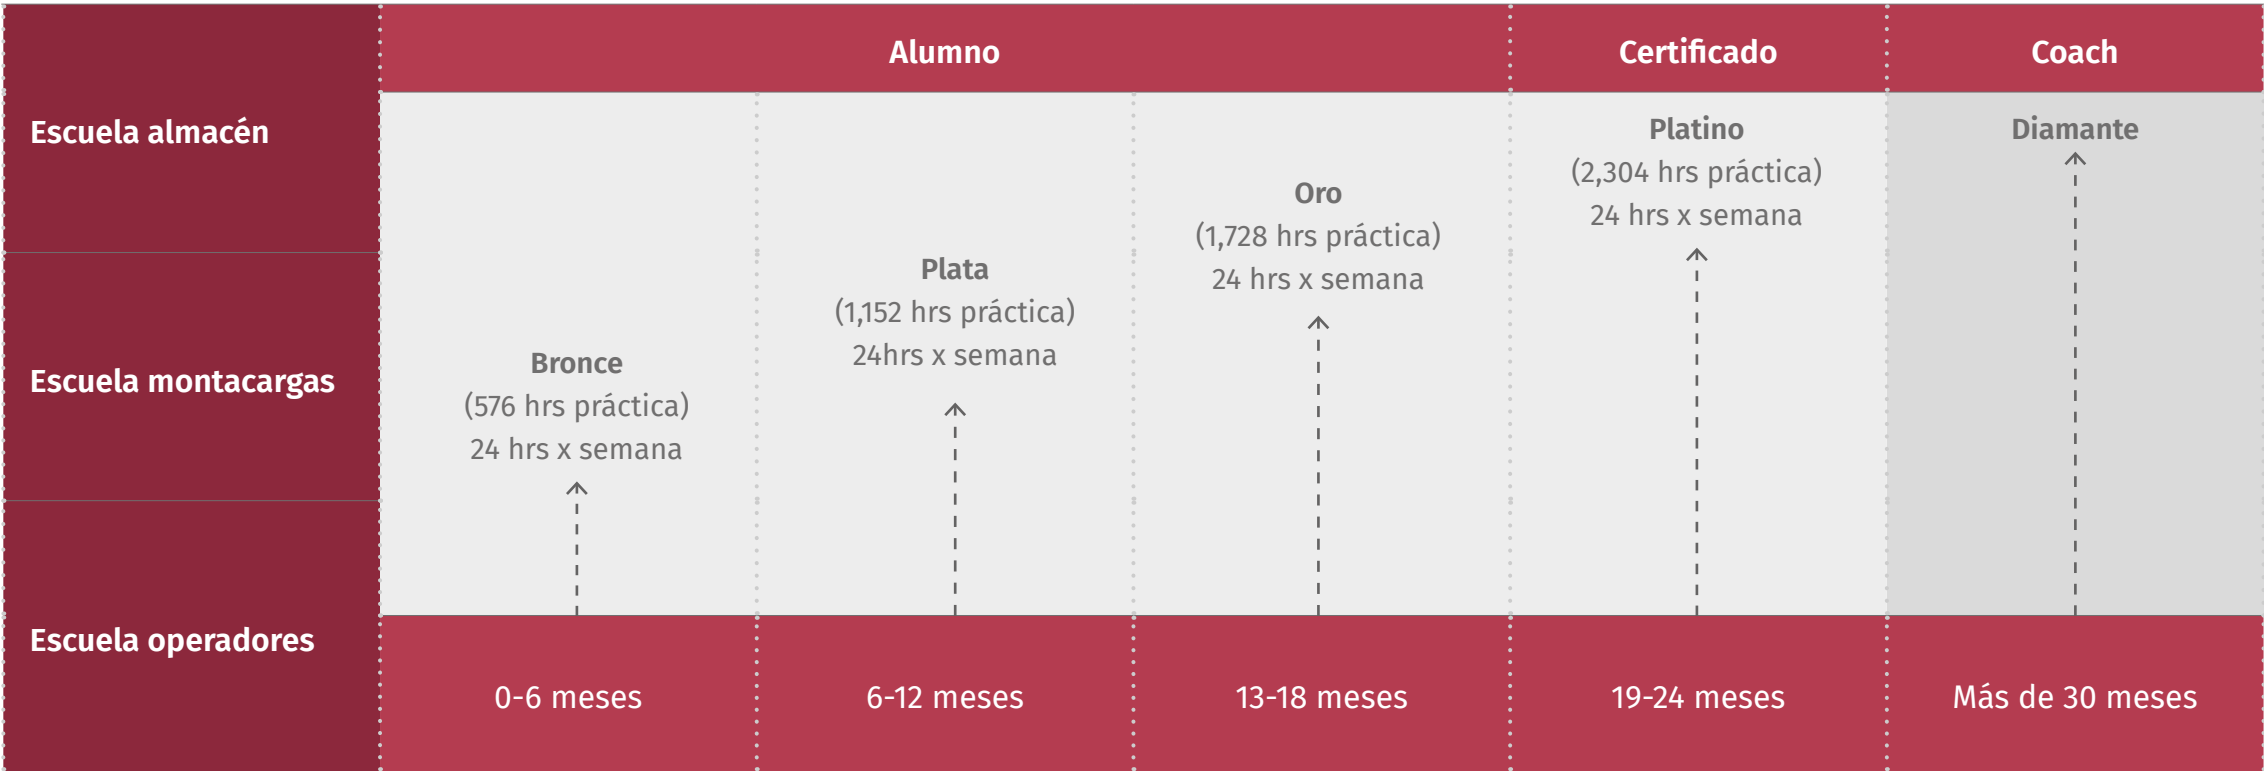 Alumno
Certificado
Coach
Escuela almacén
Escuela montacargas
Escuela operadores
Bronce
(576 hrs práctica)
24 hrs x semana
Plata
(1,152 hrs práctica)
24hrs x semana
Oro
(1,728 hrs práctica)
24 hrs x semana
Platino
(2,304 hrs práctica)
24 hrs x semana
Diamante
0-6 meses
6-12 meses
13-18 meses
19-24 meses
Más de 30 meses